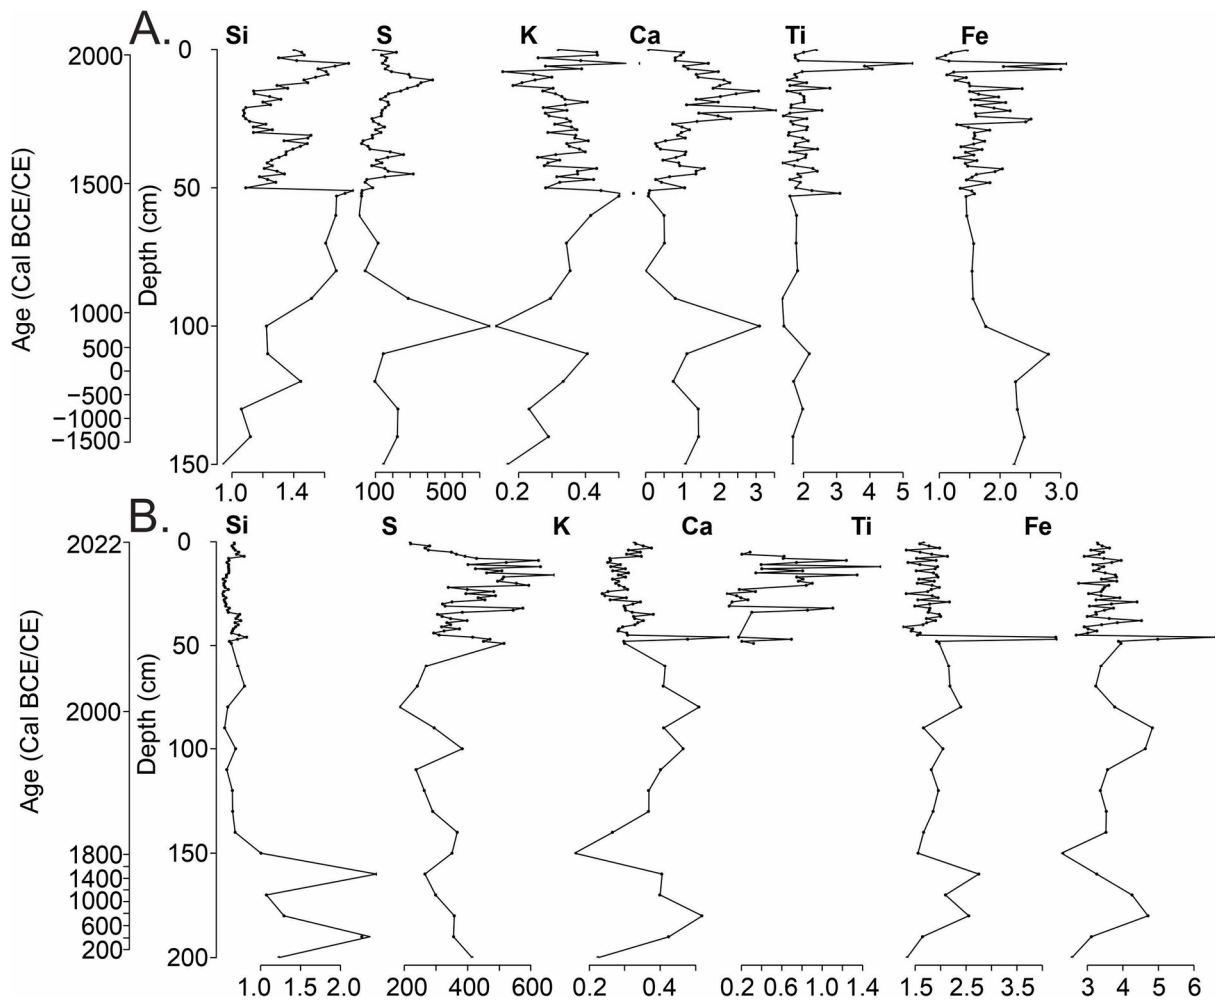 A.
Si S K Ca Ti Fe
Age (Cal BCE/CE)
2000
1500
1000
500
0
−500
−1000
−1500
Depth (cm)
0
50
100
150
1.0 1.4
100 500
0.2 0.4
0 1 2 3
2 3 4 5
1.0 2.0 3.0
B.
Si S K Ca Ti Fe
Age (Cal BCE/CE)
2022
2000
1800
1400
1000
600
200
Depth (cm)
0
50
100
150
200
1.0 1.5 2.0
200 400 600
0.2 0.4
0.2 0.6 1.0 1.4
1.5 2.5 3.5
3 4 5 6